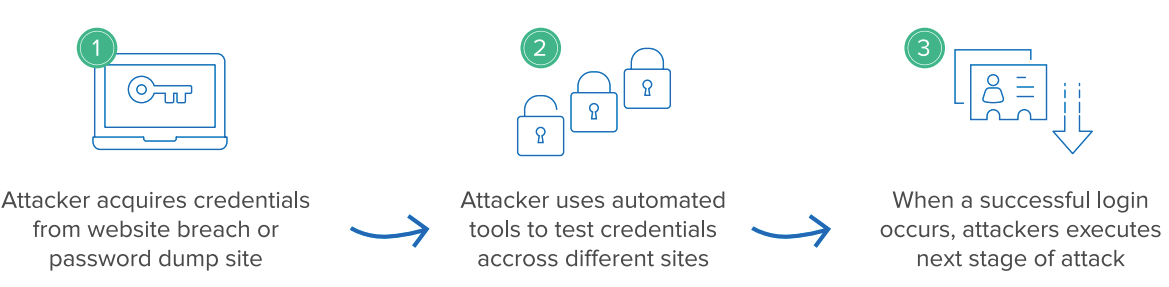 1
Attacker acquires credentials
from website breach or
password dump site
2
Attacker uses automated
tools to test credentials
accross different sites
3
When a successful login
occurs, attackers executes
next stage of attack